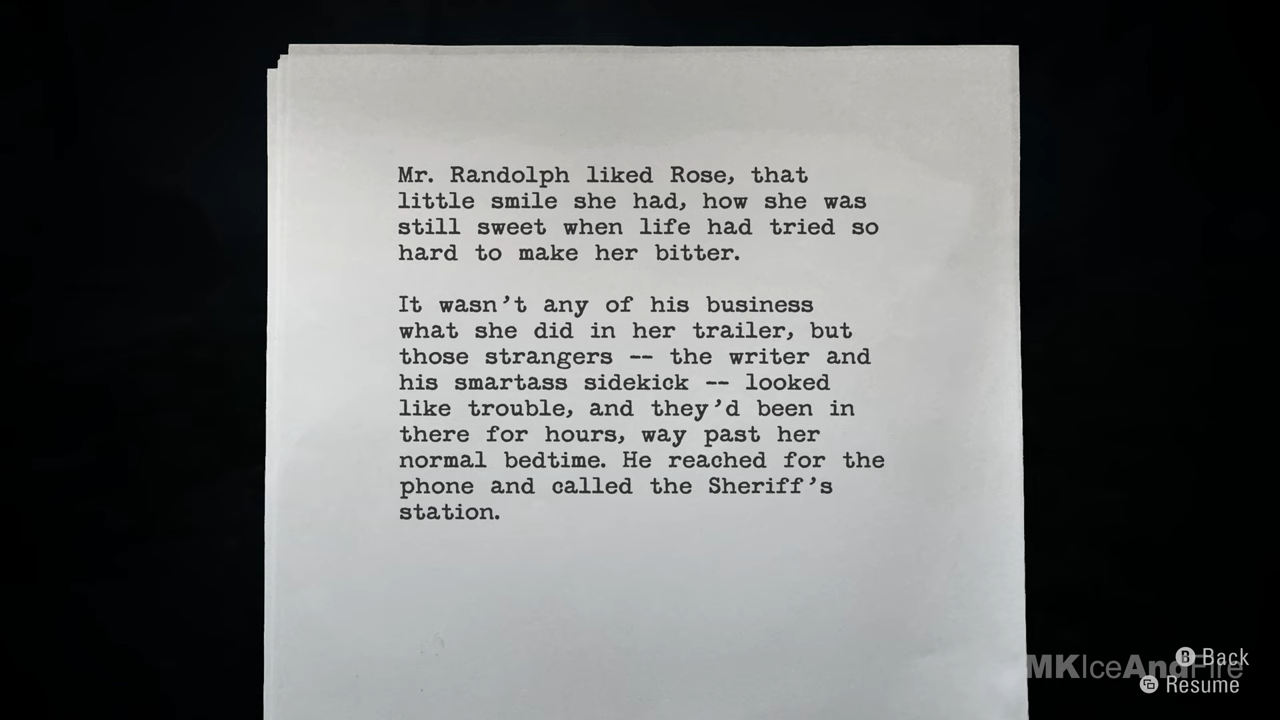 Mr. Randolph liked Rose, that
little smile she had, how she was
still sweet when life had tried so
hard to make her bitter.
It wasn't any of his business
what she did in her trailer, but
those strangers -- the writer and
his smartass sidekick -- looked
like trouble, and they'd been in
there for hours, way past her
normal bedtime. He reached for the
phone and called the Sheriff's
station.
B Back
MKIceAndFire
Resume